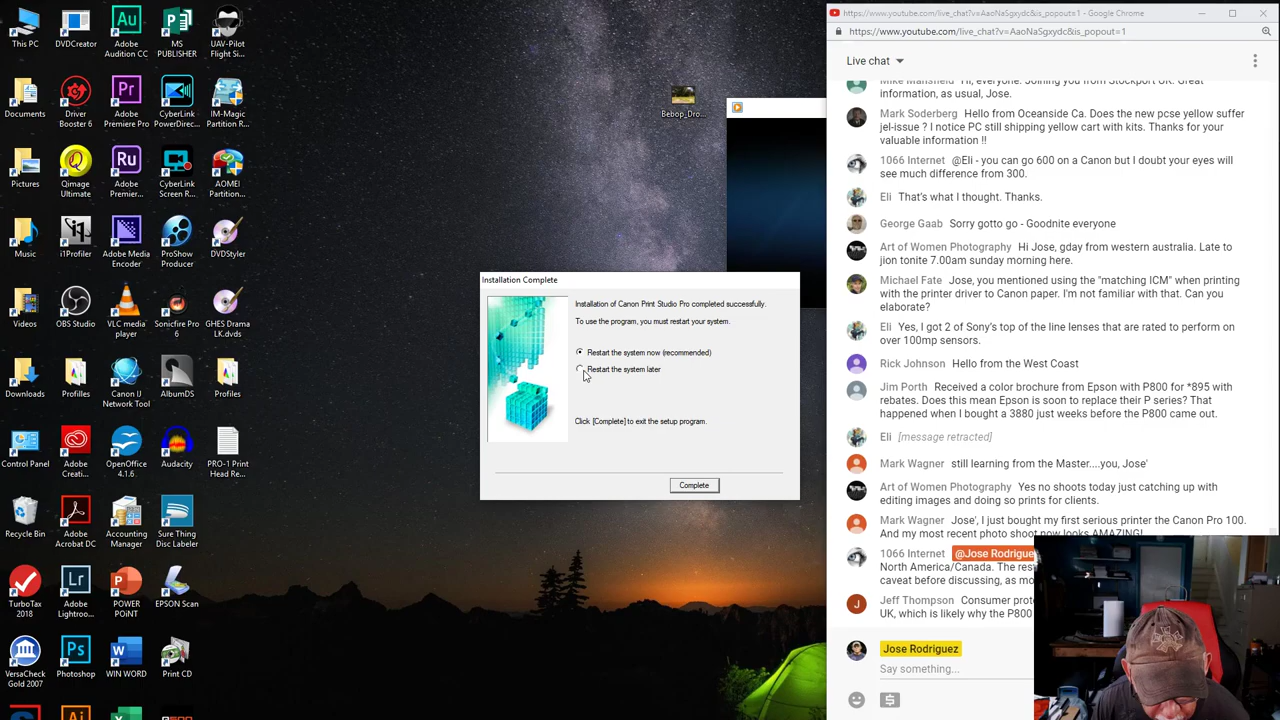 This PC
DVDCreator
Adobe
Audition CC
MS
PUBLISHER
UAV-Pilot
Flight Si...
Documents
Driver
Booster 6
Adobe
Premiere Pro
CyberLink
PowerDirec...
IM-Magic
Partition R...
Pictures
Qimage
Ultimate
Adobe
Premier...
CyberLink
Screen R...
AOMEI
Partition...
Music
i1Profiler
Adobe Media
Encoder
ProShow
Producer
DVDStyler
Videos
OBS Studio
VLC media
player
Sonicfire Pro
6
GHES Drama
LK.dvds
Downloads
Profiles
Canon IJ
Network Tool
AlbumDS
Profiles
Control Panel
Adobe
Creative...
OpenOffice
4.1.6
Audacity
PRO-1 Print
Head Re...
Recycle Bin
Adobe
Acrobat DC
Accounting
Manager
Sure Thing
Disc Labeler
TurboTax
2018
Adobe
Lightroo...
POWER
POiNT
EPSON Scan
VersaCheck
Gold 2007
Photoshop
WIN WORD
Print CD
Bebop_Dro...
Installation Complete
Installation of Canon Print Studio Pro completed successfully.
To use the program, you must restart your system.
Restart the system now (recommended)
Restart the system later
Click [Complete] to exit the setup program.
Complete
https://www.youtube.com/live_chat?v=AaoNaSgxydc&is_popout=1 - Google Chrome
https://www.youtube.com/live_chat?v=AaoNaSgxydc&is_popout=1
Live chat
Mike Mansfield Hi, everyone. Joining you from Stockport UK. Great
information, as usual, Jose.
Mark Soderberg Hello from Oceanside Ca. Does the new pcse yellow suffer
jel-issue ? I notice PC still shipping yellow cart with kits. Thanks for your
valuable information !!
1066 Internet @Eli - you can go 600 on a Canon but I doubt your eyes will
see much difference from 300.
Eli That's what I thought. Thanks.
George Gaab Sorry gotto go - Goodnite everyone
Art of Women Photography Hi Jose, gday from western australia. Late to
jion tonite 7.00am sunday morning here.
Michael Fate Jose, you mentioned using the "matching ICM" when printing
with the printer driver to Canon paper. I'm not familiar with that. Can you
elaborate?
Eli Yes, I got 2 of Sony's top of the line lenses that are rated to perform on
over 100mp sensors.
Rick Johnson Hello from the West Coast
Jim Porth Received a color brochure from Epson with P800 for *895 with
rebates. Does this mean Epson is soon to replace their P series? That
happened when I bought a 3880 just weeks before the P800 came out.
Eli [message retracted]
Mark Wagner still learning from the Master....you, Jose'
Art of Women Photography Yes no shoots today just catching up with
editing images and doing so prints for clients.
Mark Wagner Jose', I just bought my first serious printer the Canon Pro 100.
And my most recent photo shoot now looks AMAZING!
1066 Internet @Jose Rodrigue
North America/Canada. The res
caveat before discussing, as mo
Jeff Thompson Consumer prot
UK, which is likely why the P800
Jose Rodriguez
Say something...